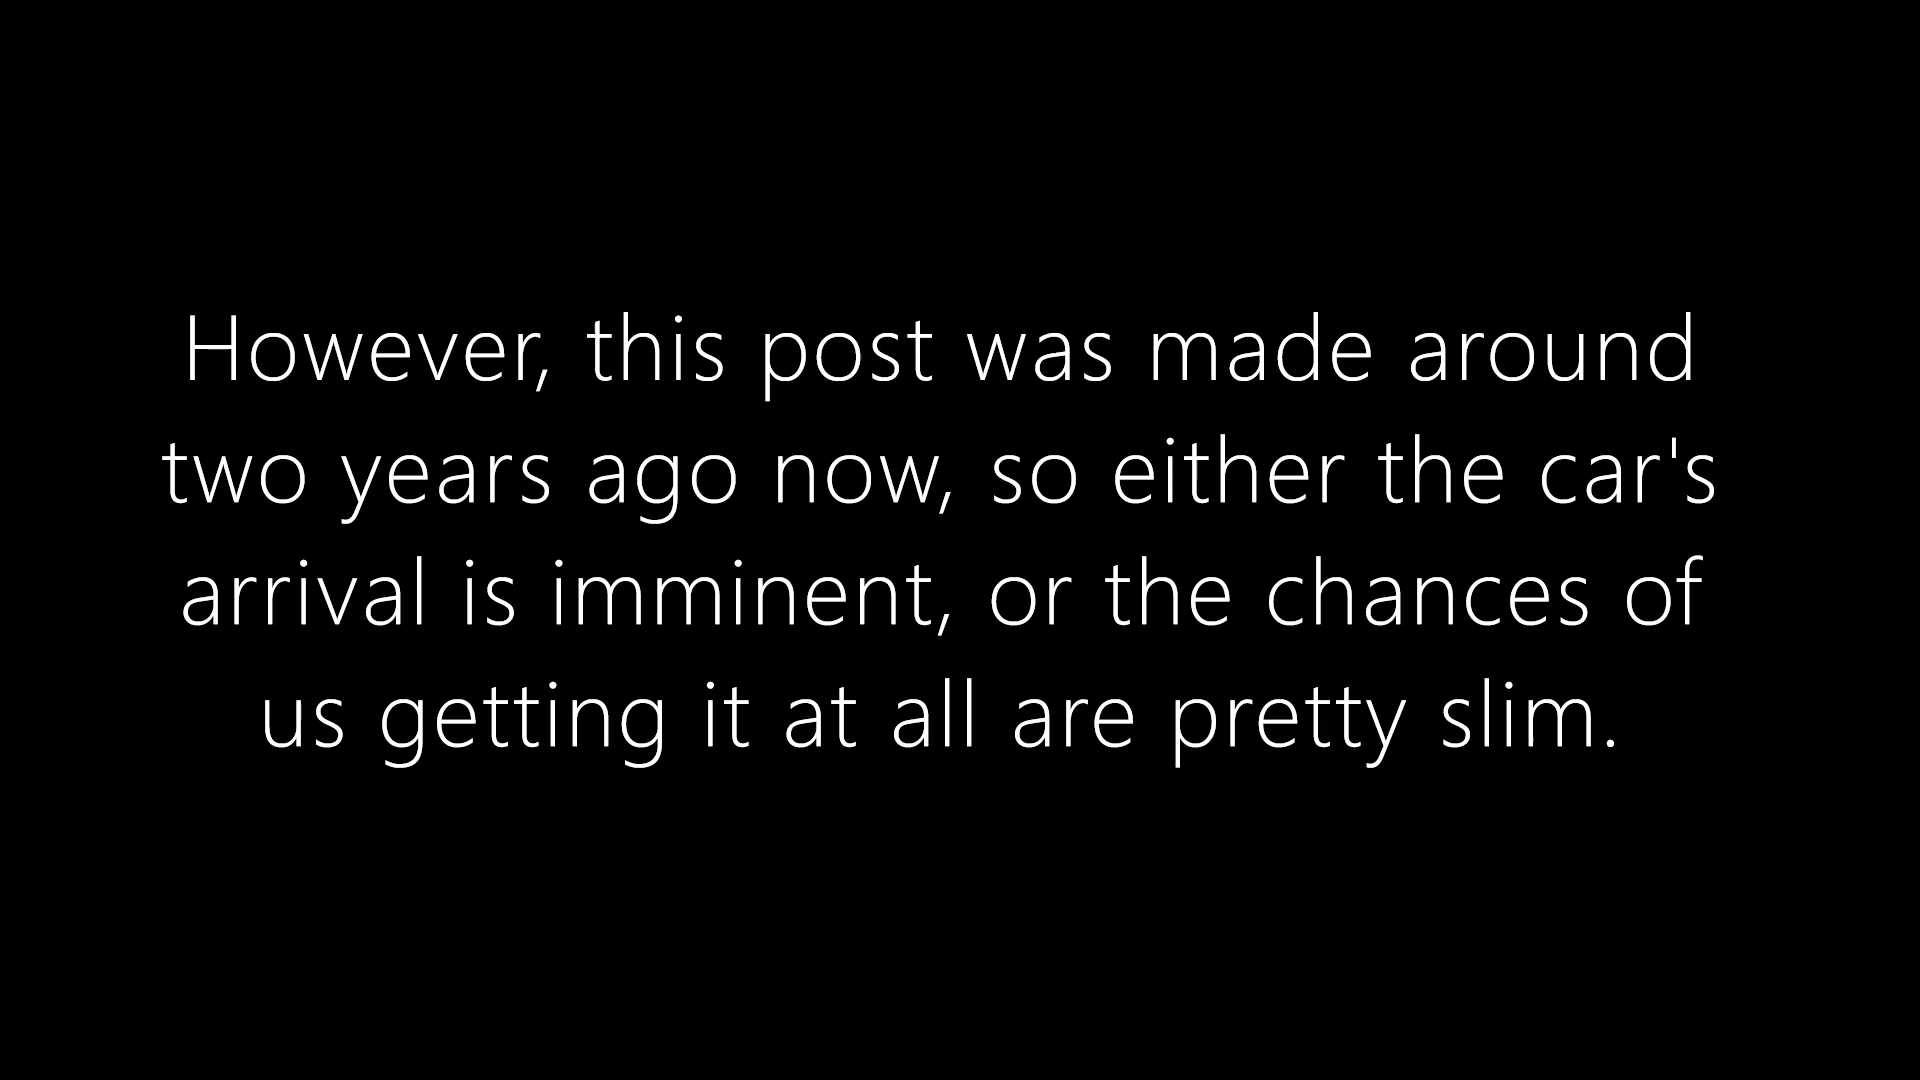 However, this post was made around
two years ago now, so either the car's
arrival is imminent, or the chances of
us getting it at all are pretty slim.